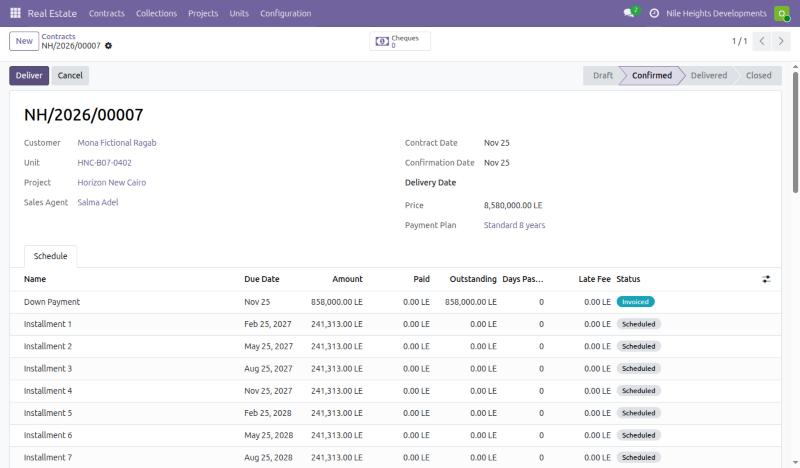 Real Estate Contracts Collections Projects Units Configuration 2 Nile Heights Developments
New Contracts
NH/2026/00007
Cheques
0
1 / 1
Deliver Cancel Draft Confirmed Delivered Closed
NH/2026/00007
Customer Mona Fictional Ragab Contract Date Nov 25
Unit HNC-B07-0402 Confirmation Date Nov 25
Project Horizon New Cairo Delivery Date
Sales Agent Salma Adel Price 8,580,000.00 LE
Payment Plan Standard 8 years
Schedule
Name Due Date Amount Paid Outstanding Days Pas... Late Fee Status
Down Payment Nov 25 858,000.00 LE 0.00 LE 858,000.00 LE 0 0.00 LE Invoiced
Installment 1 Feb 25, 2027 241,313.00 LE 0.00 LE 0.00 LE 0 0.00 LE Scheduled
Installment 2 May 25, 2027 241,313.00 LE 0.00 LE 0.00 LE 0 0.00 LE Scheduled
Installment 3 Aug 25, 2027 241,313.00 LE 0.00 LE 0.00 LE 0 0.00 LE Scheduled
Installment 4 Nov 25, 2027 241,313.00 LE 0.00 LE 0.00 LE 0 0.00 LE Scheduled
Installment 5 Feb 25, 2028 241,313.00 LE 0.00 LE 0.00 LE 0 0.00 LE Scheduled
Installment 6 May 25, 2028 241,313.00 LE 0.00 LE 0.00 LE 0 0.00 LE Scheduled
Installment 7 Aug 25, 2028 241,313.00 LE 0.00 LE 0.00 LE 0 0.00 LE Scheduled